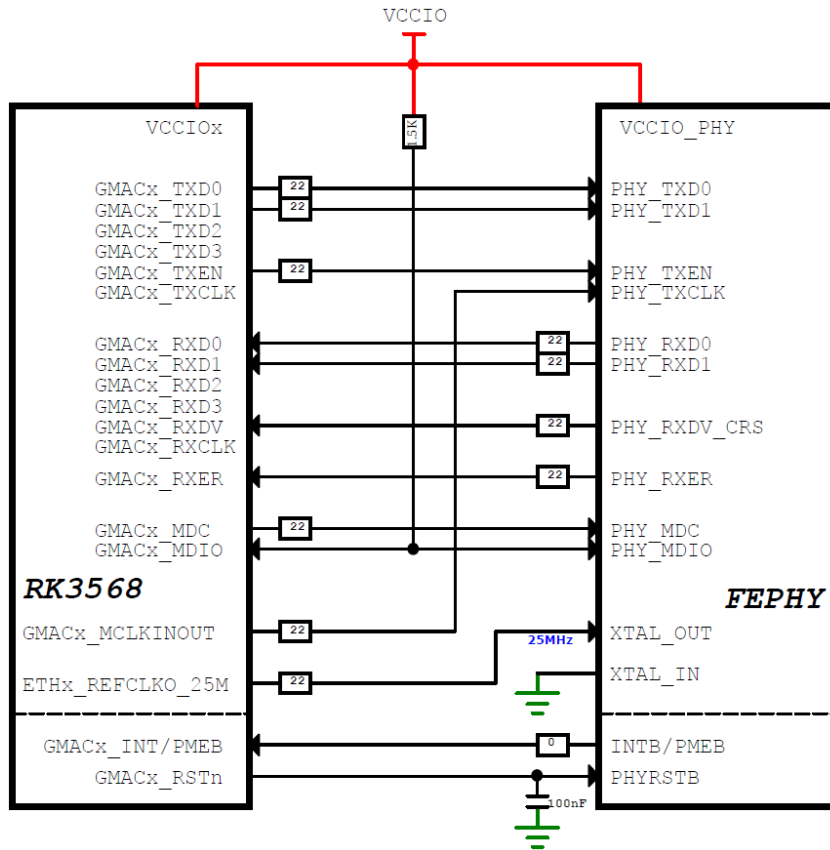 VCCIO
VCCIOx
1.5K
VCCIO_PHY
GMACx_TXD0 22 PHY_TXD0
GMACx_TXD1 22 PHY_TXD1
GMACx_TXD2
GMACx_TXD3
GMACx_TXEN 22 PHY_TXEN
GMACx_TXCLK PHY_TXCLK
GMACx_RXD0 22 PHY_RXD0
GMACx_RXD1 22 PHY_RXD1
GMACx_RXD2
GMACx_RXD3
GMACx_RXDV 22 PHY_RXDV_CRS
GMACx_RXCLK
GMACx_RXER 22 PHY_RXER
GMACx_MDC 22 PHY_MDC
GMACx_MDIO PHY_MDIO
RK3568 FEPHY
GMACx_MCLKINOUT 22 25MHz XTAL_OUT
ETHx_REFCLKO_25M 22 XTAL_IN
GMACx_INT/PMEB 0 INTB/PMEB
GMACx_RSTn PHYRSTB
100nF